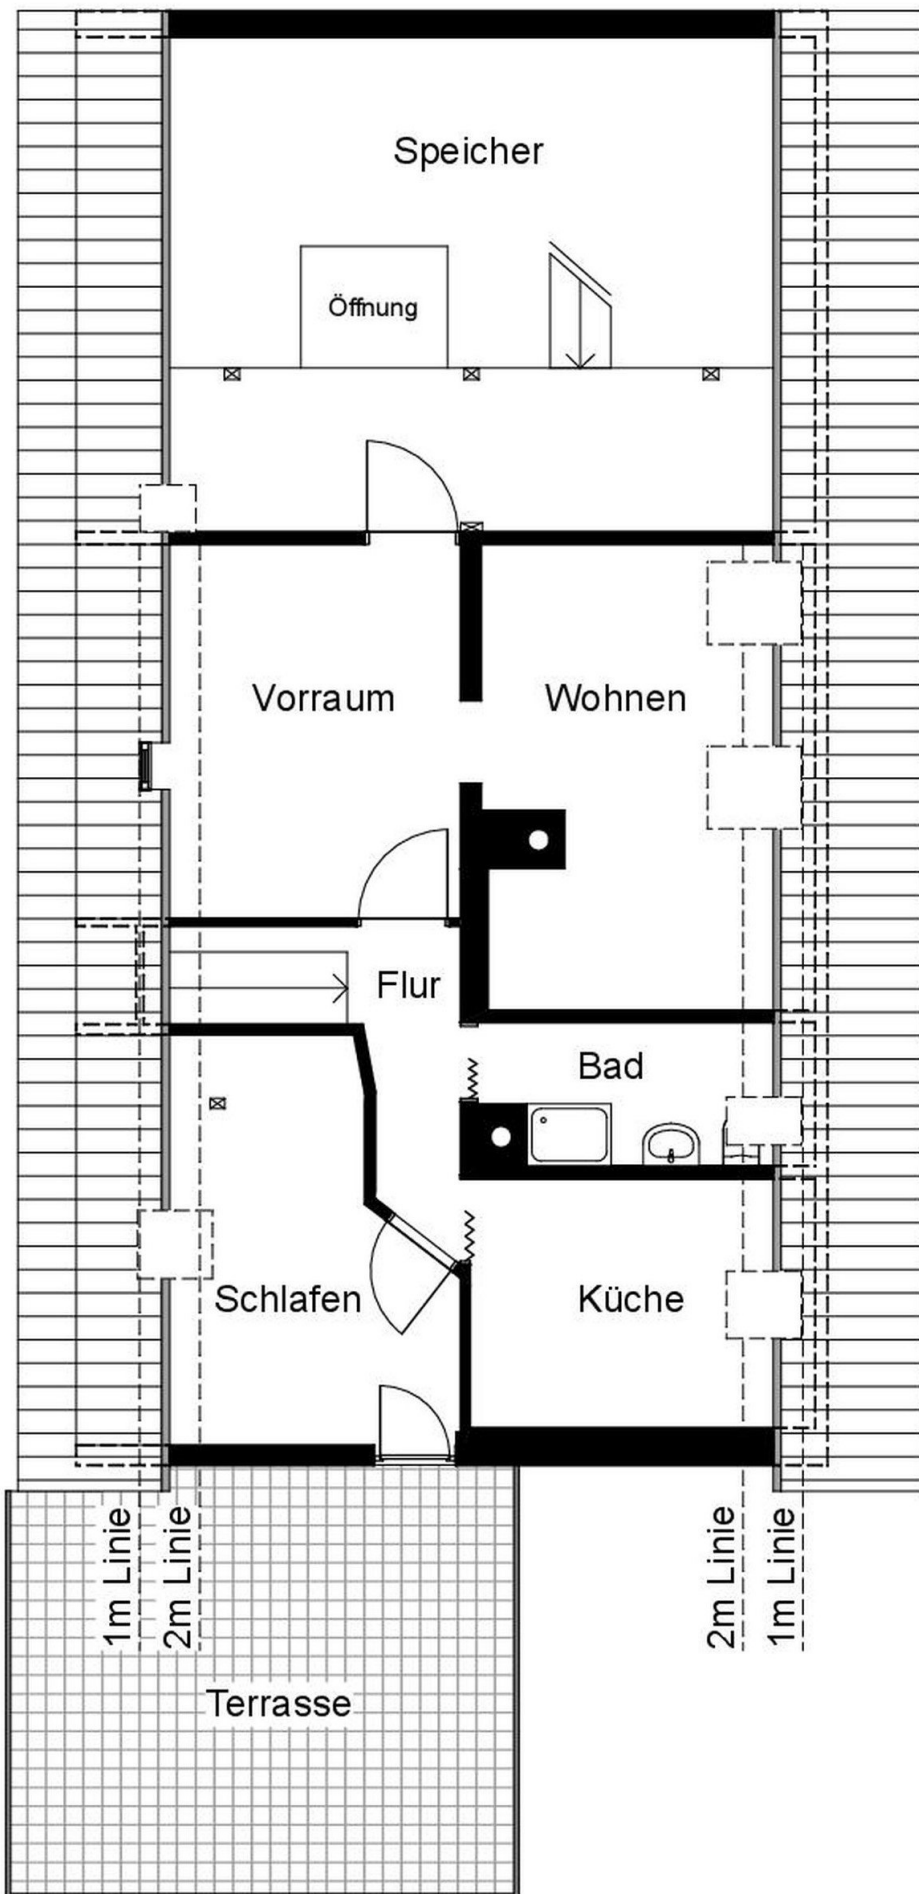 Speicher
Öffnung
Vorraum
Wohnen
Flur
Bad
Schlafen
Küche
1m Linie
2m Linie
2m Linie
1m Linie
Terrasse